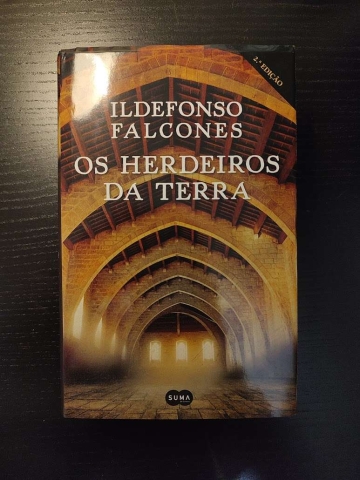 2.ª EDIÇÃO
ILDEFONSO
FALCONES
OS HERDEIROS
DA TERRA
SUMA